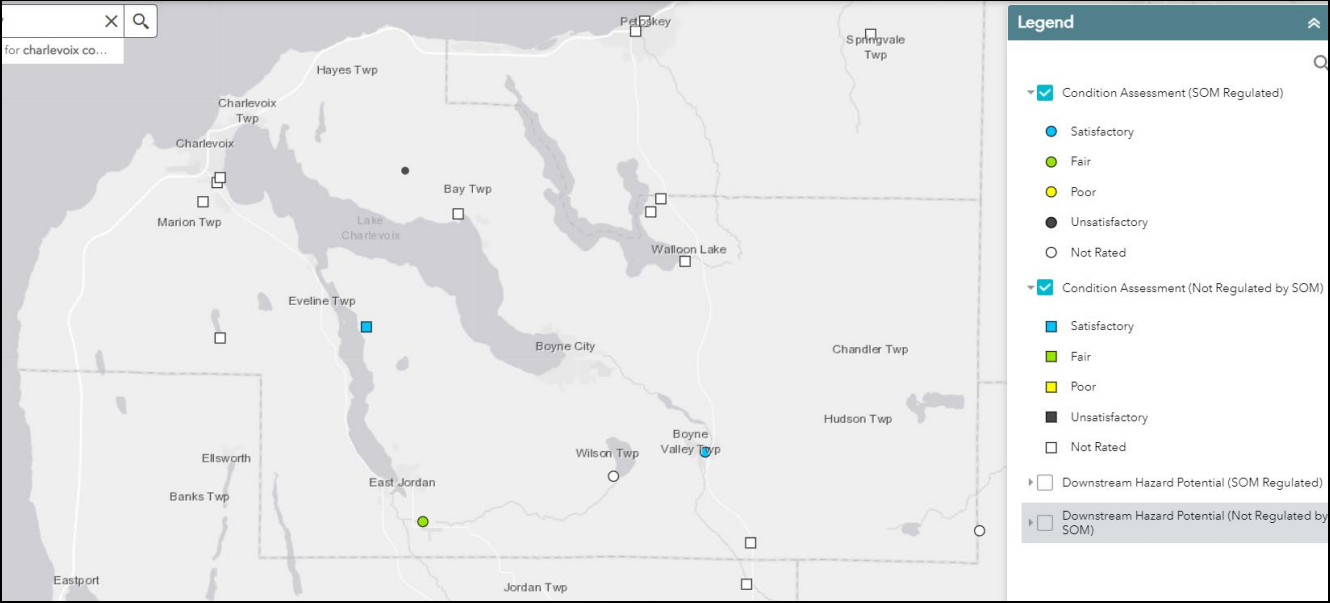 for charlevoix co...
Petoskey
Springvale
Twp
Hayes Twp
Charlevoix
Twp
Charlevoix
Bay Twp
Marion Twp
Lake
Charlevoix
Walloon Lake
Eveline Twp
Boyne City
Chandler Twp
Hudson Twp
Boyne
Valley Twp
Wilson Twp
Ellsworth
East Jordan
Banks Twp
Eastport
Jordan Twp
Legend
Condition Assessment (SOM Regulated)
Satisfactory
Fair
Poor
Unsatisfactory
Not Rated
Condition Assessment (Not Regulated by SOM)
Satisfactory
Fair
Poor
Unsatisfactory
Not Rated
Downstream Hazard Potential (SOM Regulated)
Downstream Hazard Potential (Not Regulated by
SOM)